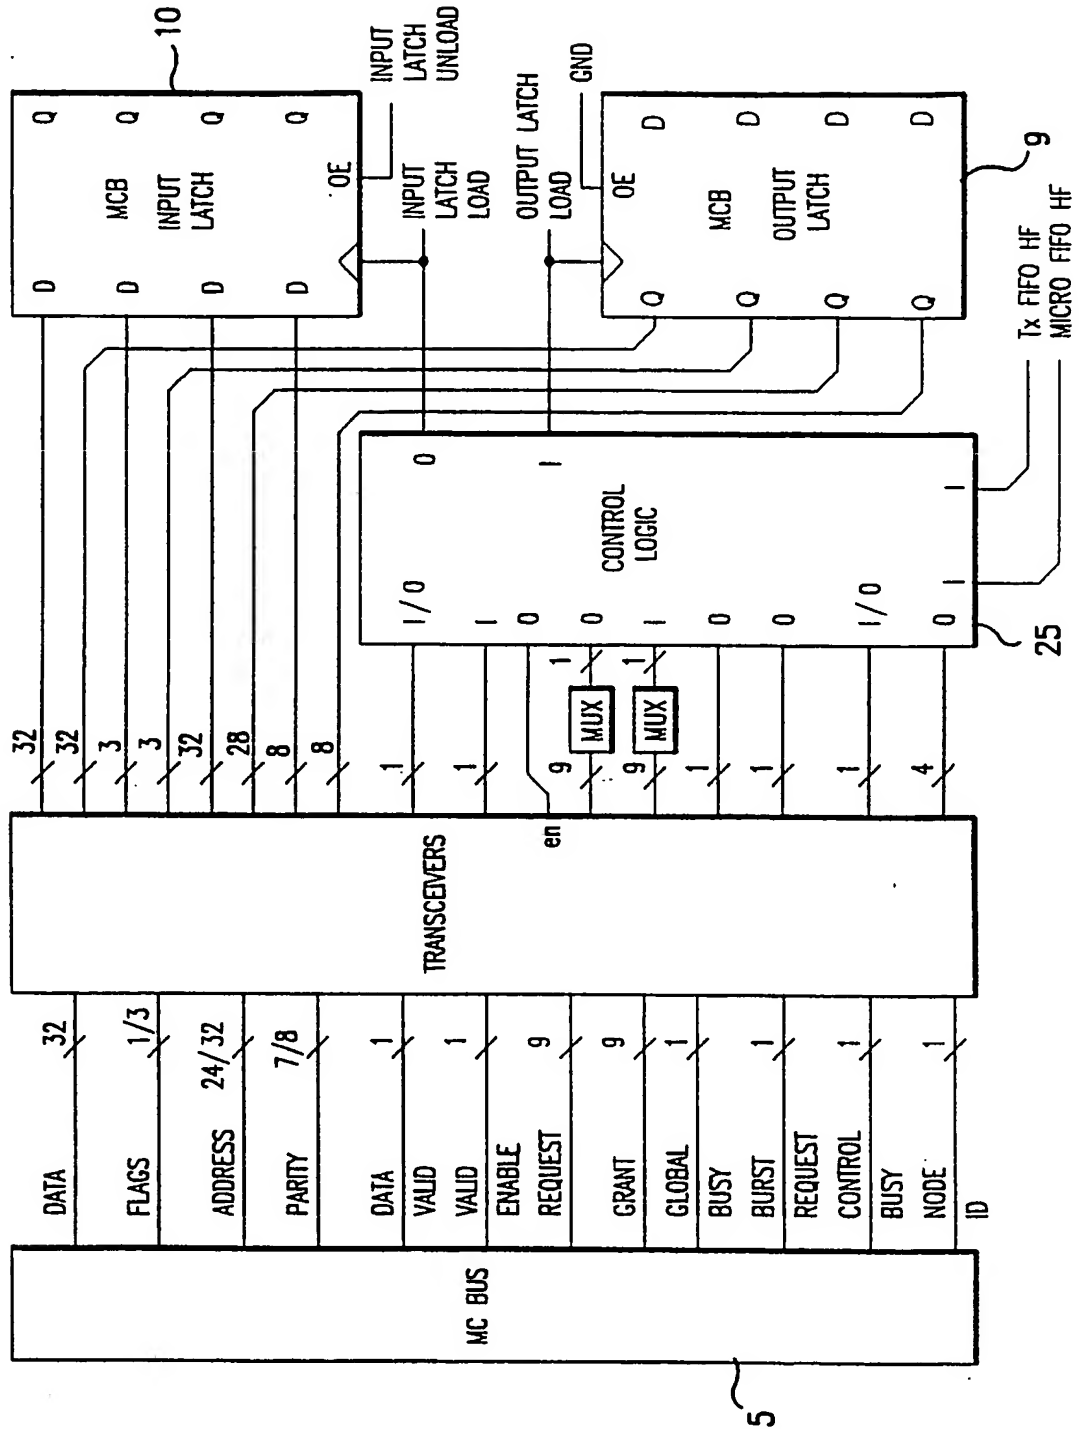 MC BUS
5
DATA
32
FLAGS
1/3
ADDRESS
24/32
PARITY
7/8
DATA
VALID
1
VALID
ENABLE
1
REQUEST
9
GRANT
9
GLOBAL
BUSY
1
BURST
REQUEST
1
CONTROL
BUSY
1
NODE
ID
1
TRANSCEIVERS
en
32
32
3
3
32
28
8
8
1
1
9
MUX
1
9
MUX
1
1
1
1
4
I/O
I
O
O
I
O
O
I/O
O
CONTROL
LOGIC
O
I
I
I
25
D
D
D
D
MCB
INPUT
LATCH
Q
Q
Q
Q
OE
10
INPUT
LATCH
UNLOAD
INPUT
LATCH
LOAD
OUTPUT LATCH
LOAD
GND
OE
Q
Q
Q
Q
MCB
OUTPUT
LATCH
D
D
D
D
9
Tx FIFO HF
MICRO FIFO HF